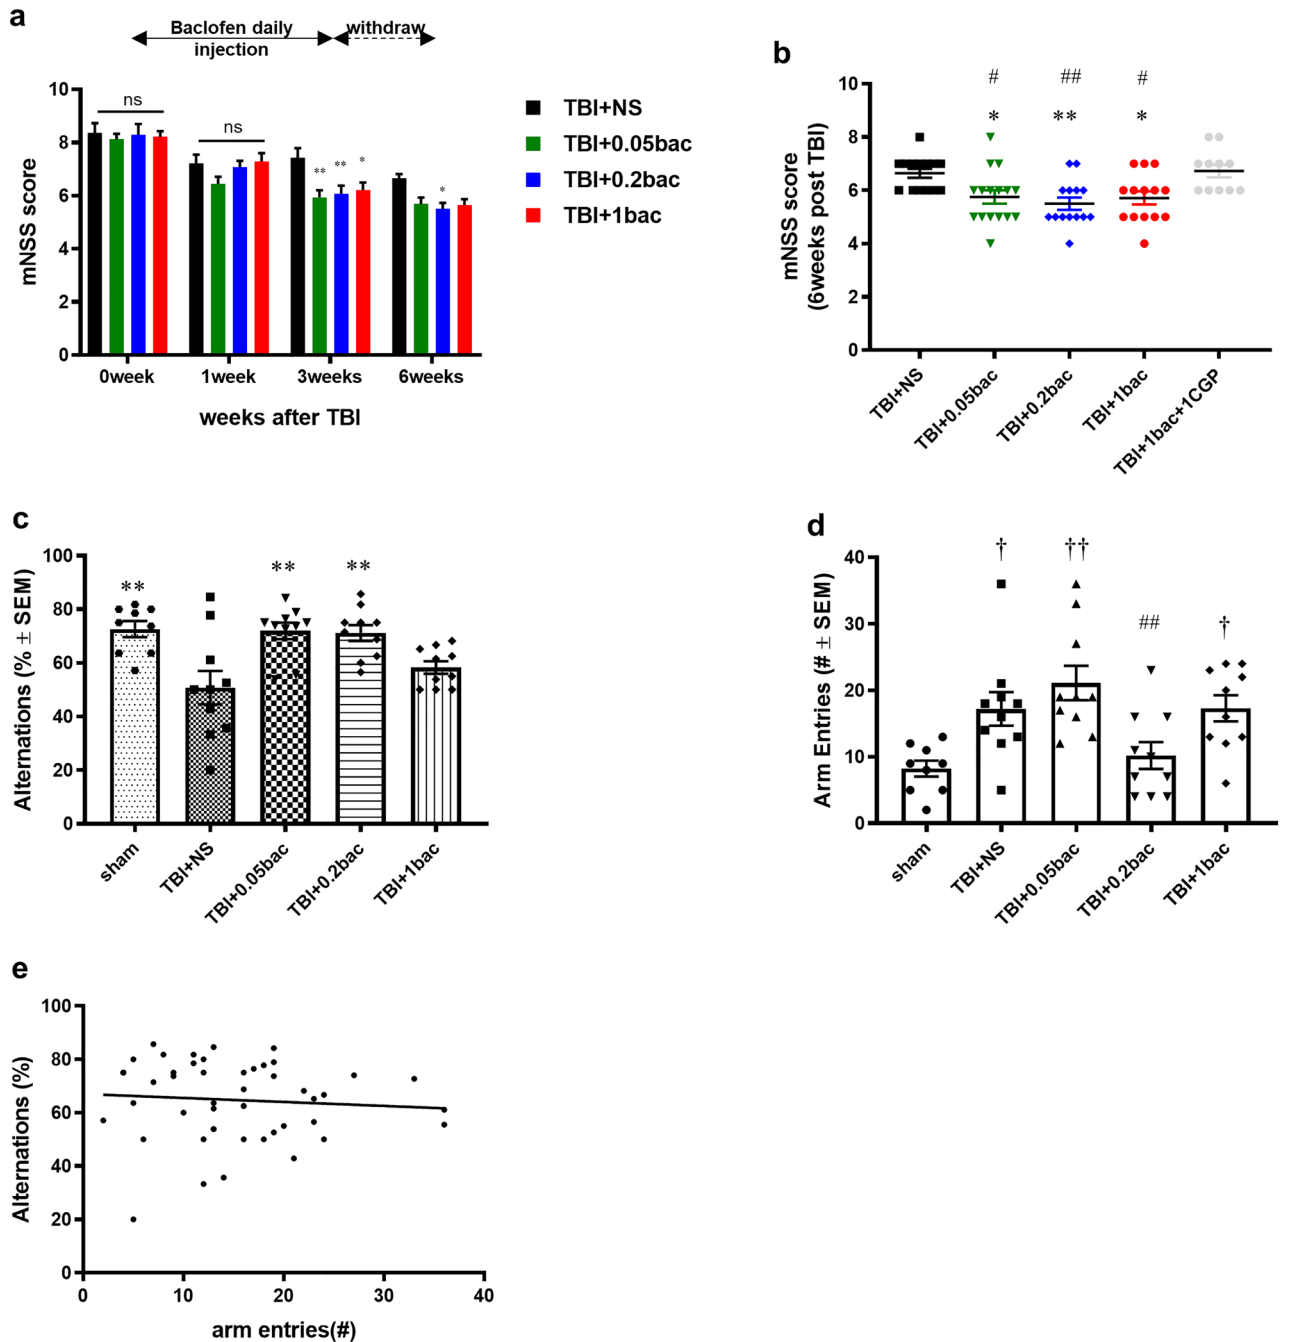 a
Baclofen daily
injection
withdraw
mNSS score
10
8
6
4
2
0
ns
ns
**
**
*
*
0week
1week
3weeks
6weeks
weeks after TBI
TBI+NS
TBI+0.05bac
TBI+0.2bac
TBI+1bac
b
mNSS score
(6weeks post TBI)
10
8
6
4
2
0
# ## #
* ** *
TBI+NS
TBI+0.05bac
TBI+0.2bac
TBI+1bac
TBI+1bac+1CGP
c
Alternations (% ± SEM)
100
80
60
40
20
0
** ** **
sham
TBI+NS
TBI+0.05bac
TBI+0.2bac
TBI+1bac
d
Arm Entries (# ± SEM)
40
30
20
10
0
† †† ## †
sham
TBI+NS
TBI+0.05bac
TBI+0.2bac
TBI+1bac
e
Alternations (%)
100
80
60
40
20
0
0 10 20 30 40
arm entries(#)